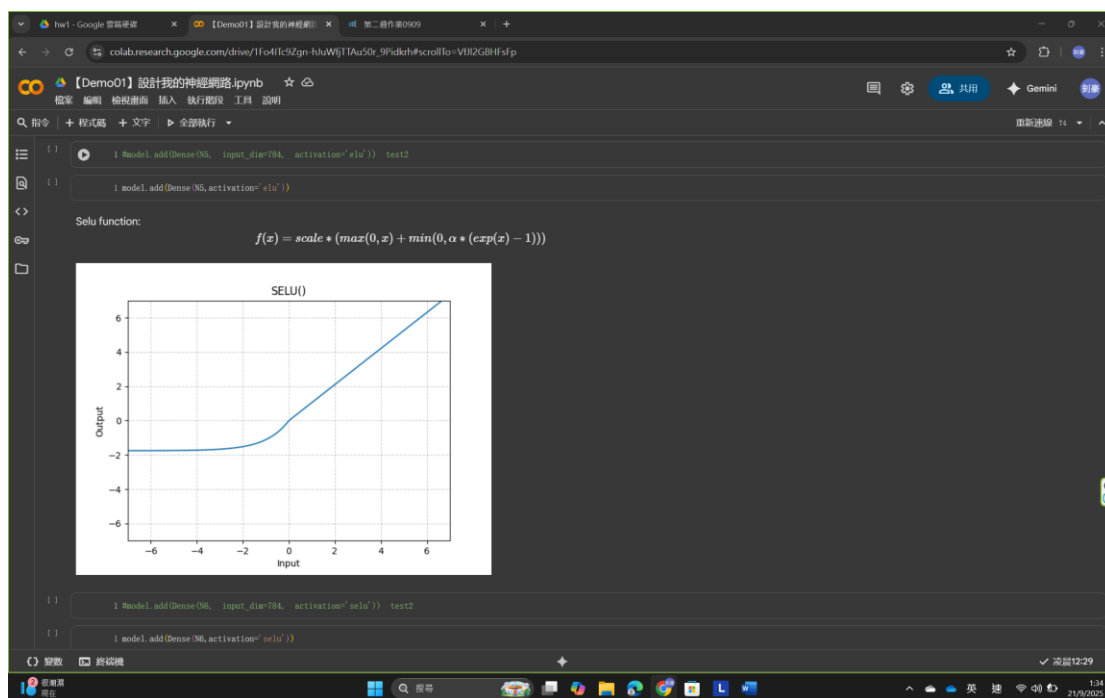 hw1 - Google 雲端硬碟
【Demo01】設計我的神經網
第二週作業0909
colab.research.google.com/drive/1Fo4ITc9Zgn-hJuWfjTTAu50r_9Pidkrh#scrollTo=VfJl2GBHFsFp
【Demo01】設計我的神經網路.ipynb
檔案 編輯 檢視畫面 插入 執行階段 工具 說明
共用
Gemini
指令 + 程式碼 + 文字 全部執行
重新連線 T4
[ ] 1 #model.add(Dense(N5, input_dim=784, activation='elu')) test2
[ ] 1 model.add(Dense(N5,activation='elu'))
Selu function:
f(x) = scale * (max(0, x) + min(0, α * (exp(x) − 1)))
SELU()
6
4
2
0
−2
−4
−6
Output
−6 −4 −2 0 2 4 6
Input
[ ] 1 #model.add(Dense(N6, input_dim=784, activation='selu')) test2
[ ] 1 model.add(Dense(N6,activation='selu'))
變數 終端機
凌晨12:29
2
現在
搜尋
英
1:34
21/9/2025